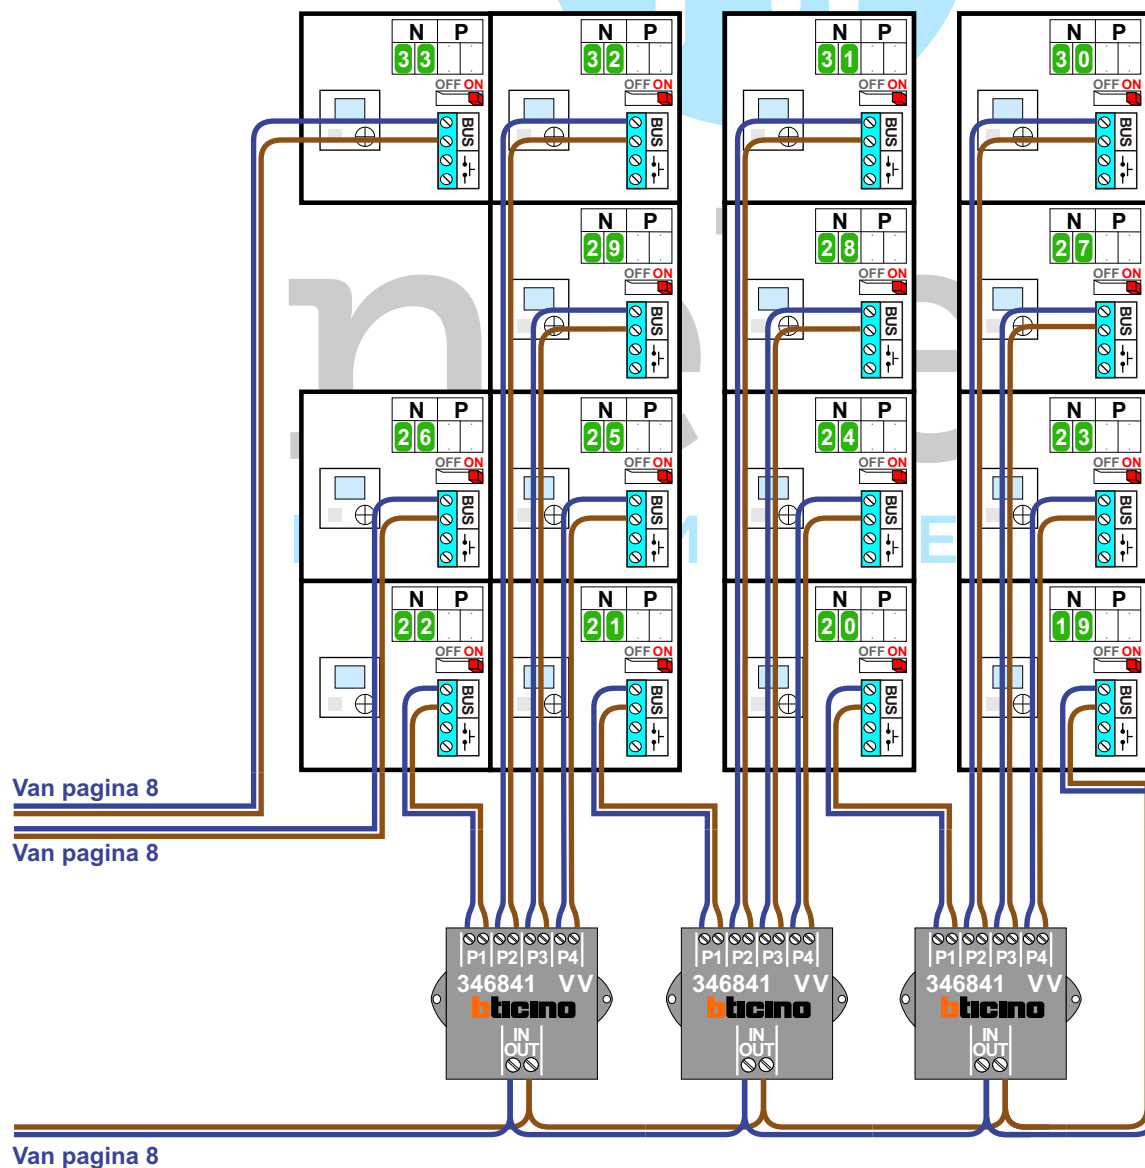 N P N P N P N P
33 32 31 30
OFF ON OFF ON OFF ON OFF ON
BUS BUS BUS BUS
N P N P N P
29 28 27
OFF ON OFF ON OFF ON
BUS BUS BUS
N P N P N P N P
26 25 24 23
OFF ON OFF ON OFF ON OFF ON
BUS BUS BUS BUS
N P N P N P N P
22 21 20 19
OFF ON OFF ON OFF ON OFF ON
BUS BUS BUS BUS
Van pagina 8
Van pagina 8
P1 P2 P3 P4 P1 P2 P3 P4 P1 P2 P3 P4
346841 VV 346841 VV 346841 VV
bticino bticino bticino
IN IN IN
OUT OUT OUT
Van pagina 8